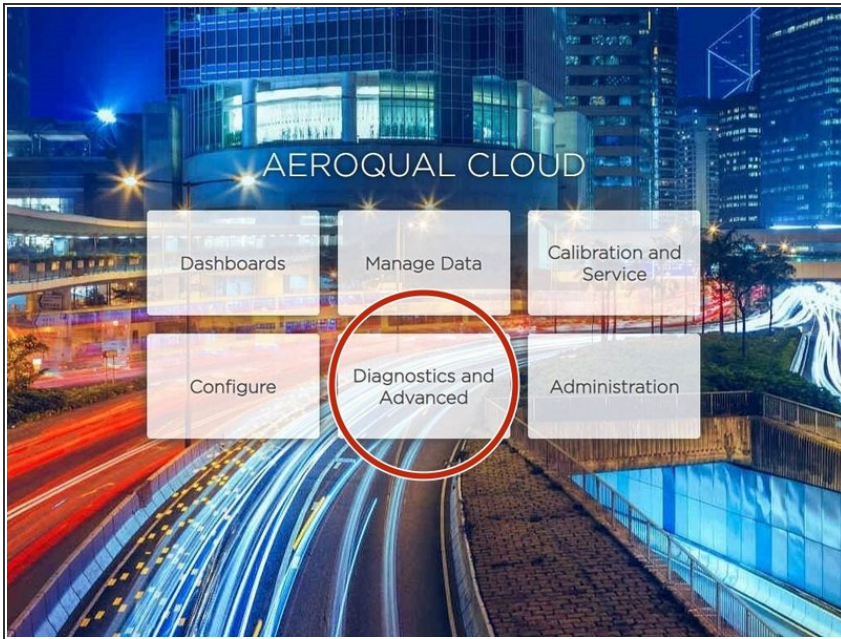 AEROQUAL CLOUD
Dashboards
Manage Data
Calibration and
Service
Configure
Diagnostics and
Advanced
Administration